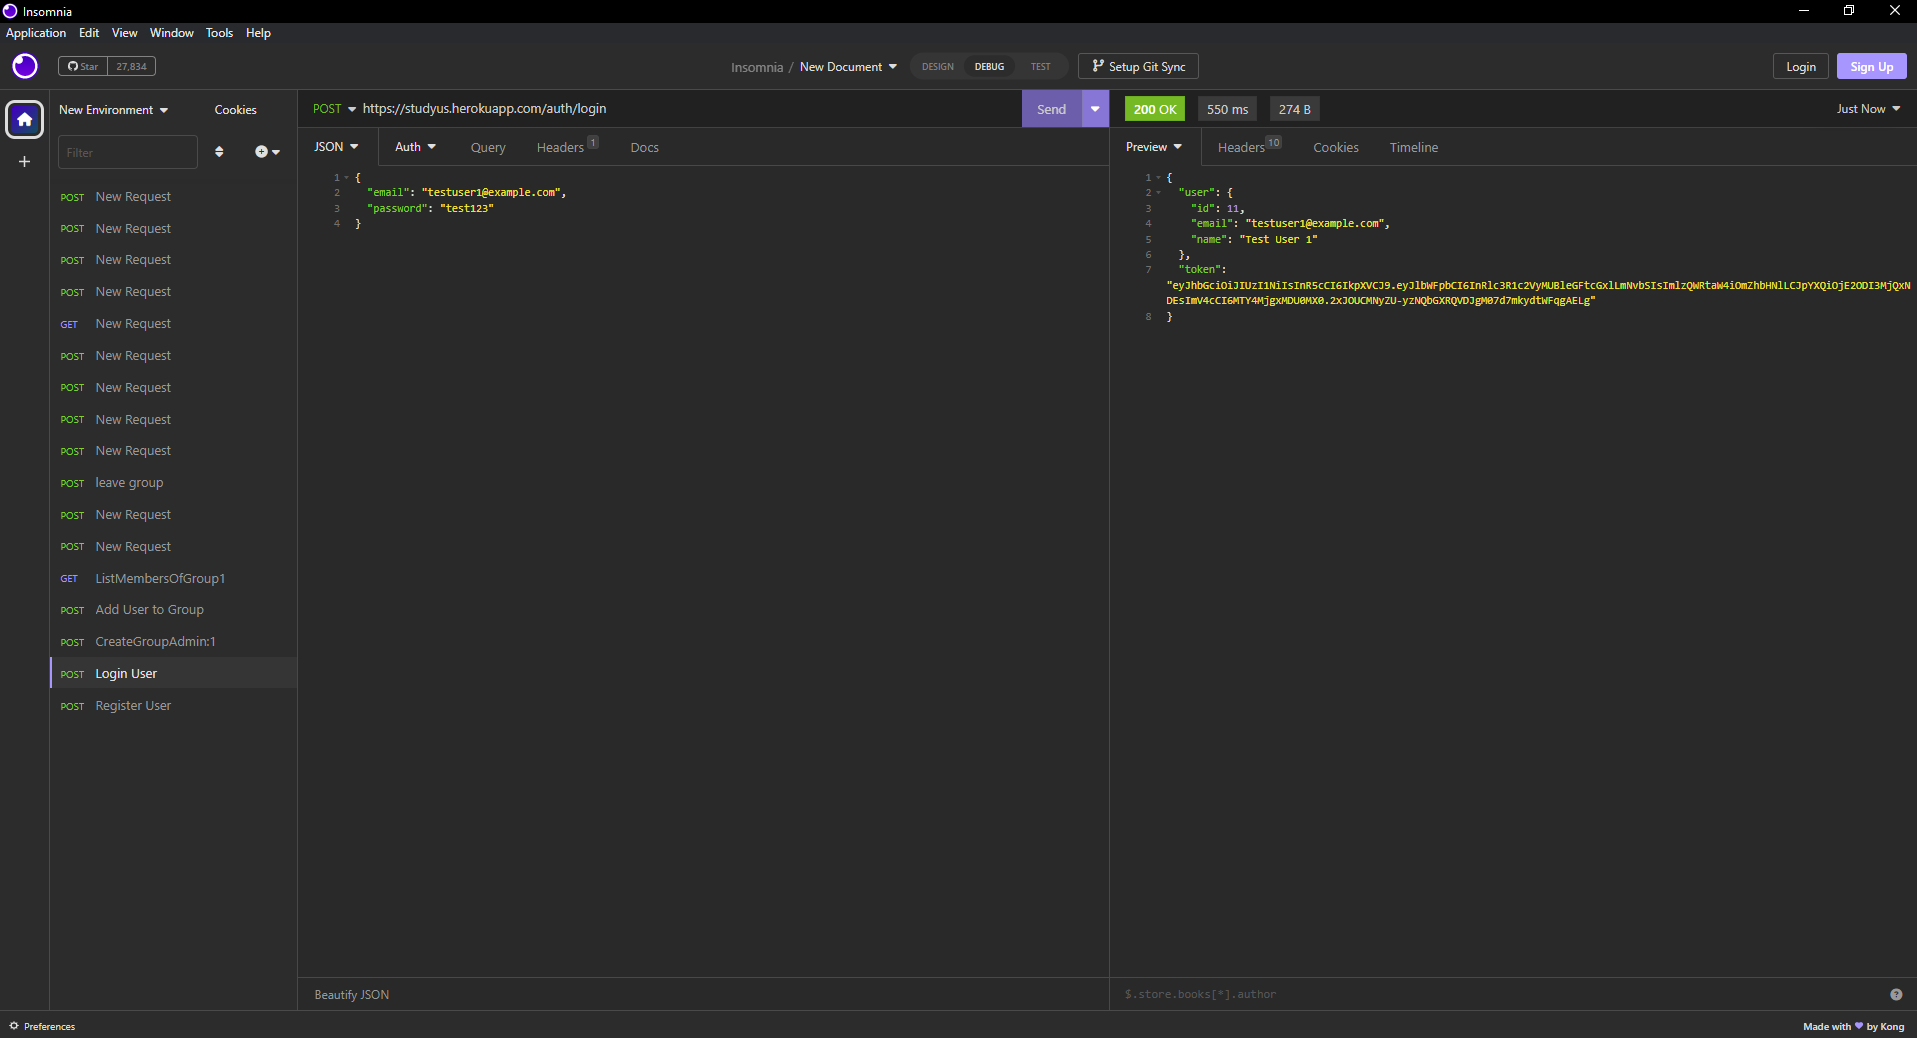 Insomnia
Application Edit View Window Tools Help
Star 27,834
Insomnia / New Document
DESIGN DEBUG TEST
Setup Git Sync
Login Sign Up
New Environment Cookies
Filter
POST New Request
POST New Request
POST New Request
POST New Request
GET New Request
POST New Request
POST New Request
POST New Request
POST New Request
POST leave group
POST New Request
POST New Request
GET ListMembersOfGroup1
POST Add User to Group
POST CreateGroupAdmin:1
POST Login User
POST Register User
POST https://studyus.herokuapp.com/auth/login Send
JSON Auth Query Headers 1 Docs
1 {
2 "email": "testuser1@example.com",
3 "password": "test123"
4 }
Beautify JSON
200 OK 550 ms 274 B Just Now
Preview Headers 10 Cookies Timeline
1 {
2 "user": {
3 "id": 11,
4 "email": "testuser1@example.com",
5 "name": "Test User 1"
6 },
7 "token":
"eyJhbGciOiJIUzI1NiIsInR5cCI6IkpXVCJ9.eyJlbWFpbCI6InRlc3R1c2VyMUBleGFtcGxlLmNvbSIsImlzQWRtaW4iOmZhbHNlLCJpYXQiOjE2ODI3MjQxN
DEsImV4cCI6MTY4MjgxMDU0MX0.2xJOUCMNyZU-yzNQbGXRQVDJgM07d7mkydtWFqgAELg"
8 }
$.store.books[*].author
Preferences
Made with by Kong